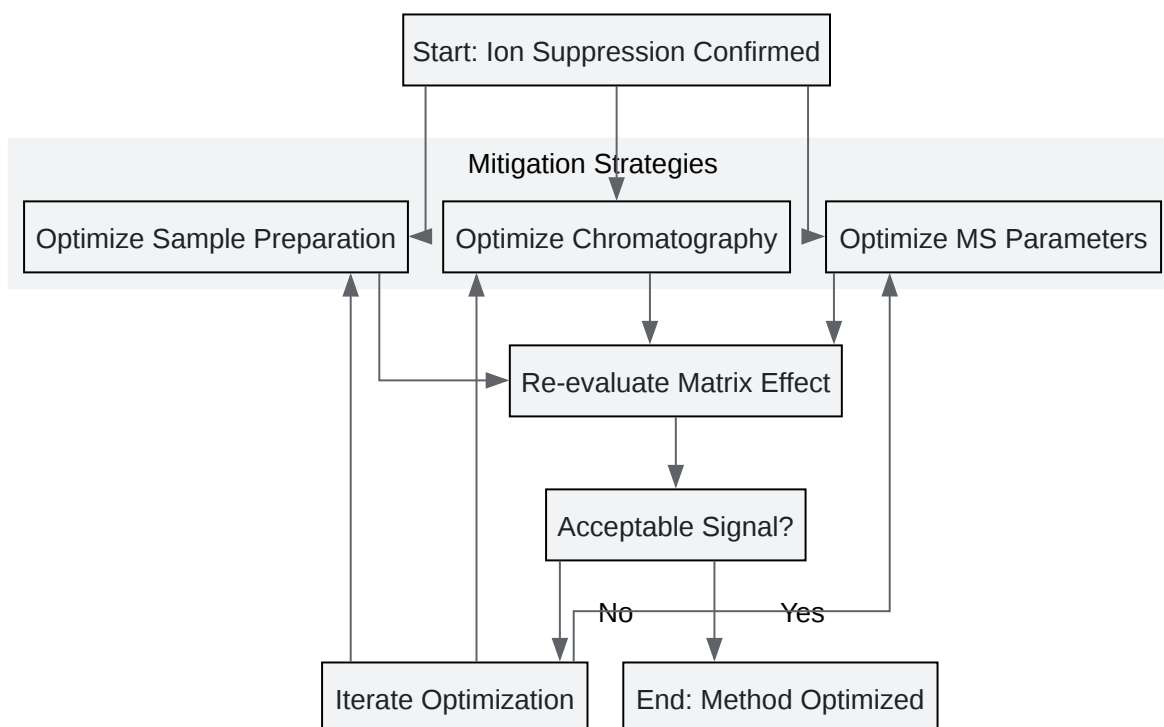 Start: Ion Suppression Confirmed
Mitigation Strategies
Optimize Sample Preparation
Optimize Chromatography
Optimize MS Parameters
Re-evaluate Matrix Effect
Acceptable Signal?
No
Yes
Iterate Optimization
End: Method Optimized